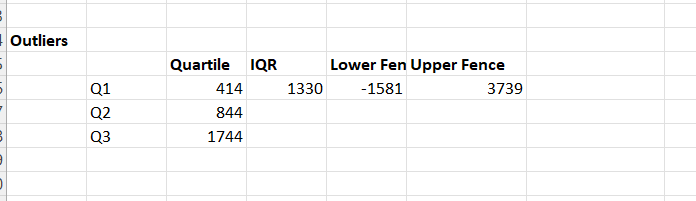 Outliers
Quartile IQR Lower Fen Upper Fence
Q1 414 1330 -1581 3739
Q2 844
Q3 1744